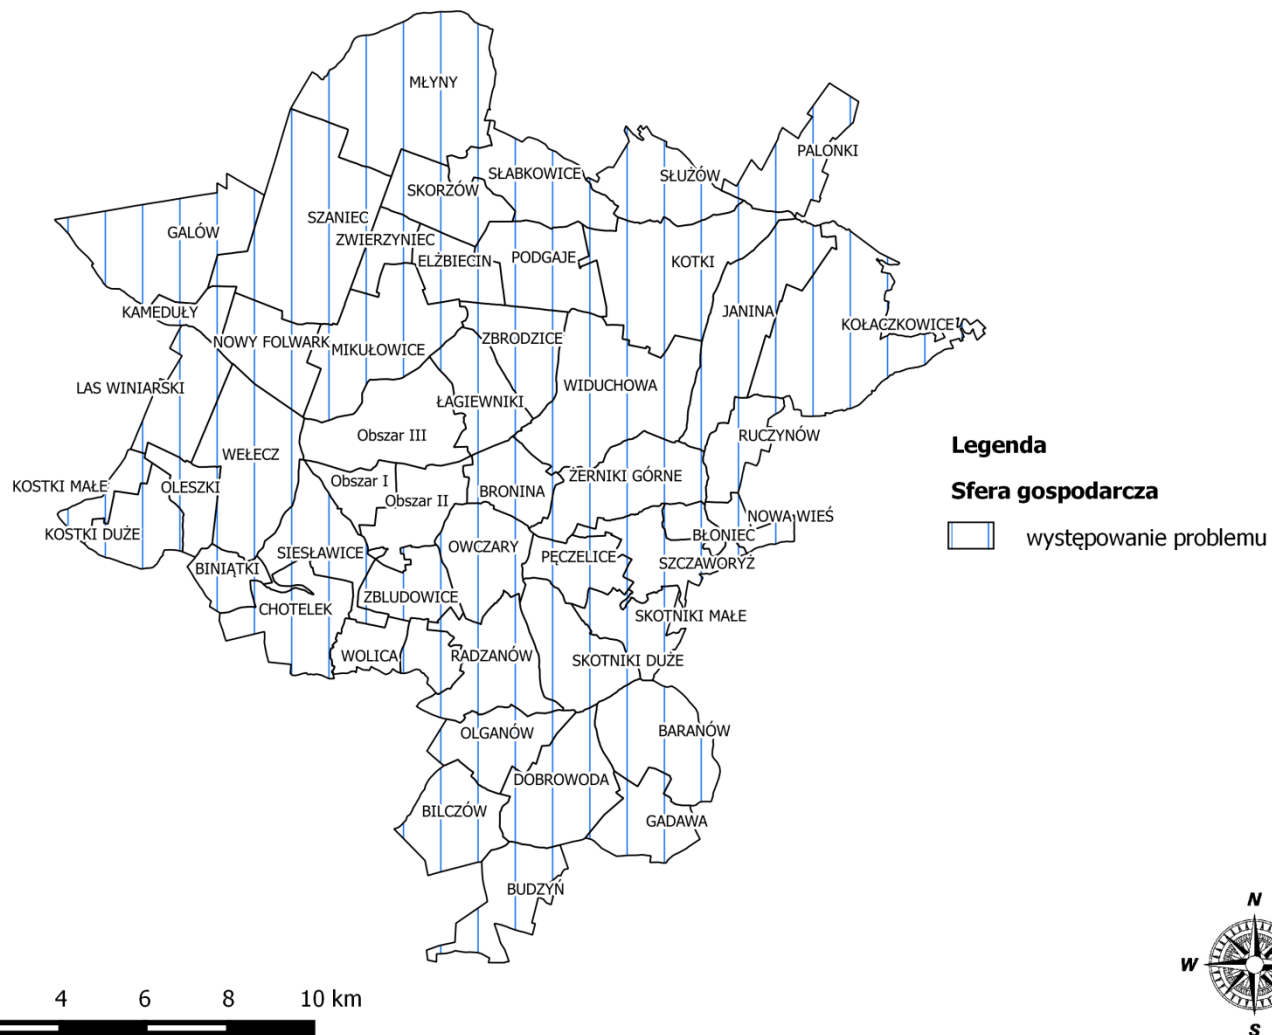 MŁYNY
PALONKI
SŁABKOWICE
SŁUŻÓW
SKORZÓW
SZANIEC
GALÓW
ZWIERZYNIEC
ELŻBIECIN
PODGAJE
KOTKI
KAMEDUŁY
JANINA
KOŁACZKOWICE
NOWY FOLWARK
MIKUŁOWICE
ZBRODZICE
LAS WINIARSKI
WIDUCHOWA
ŁAGIEWNIKI
Obszar III
RUCZYNÓW
WEŁECZ
KOSTKI MAŁE
OLESZKI
Obszar I
Obszar II
BRONINA
ŻERNIKI GÓRNE
NOWA WIEŚ
KOSTKI DUŻE
BŁONIEC
SIESŁAWICE
OWCZARY
PĘCZELICE
SZCZAWORYŻ
BINIĄTKI
CHOTELEK
ZBLUDOWICE
SKOTNIKI MAŁE
WOLICA
RADZANÓW
SKOTNIKI DUŻE
OLGANÓW
BARANÓW
DOBROWODA
BILCZÓW
GADAWA
BUDZYŃ
Legenda
Sfera gospodarcza
występowanie problemu
N
W
S
4 6 8 10 km